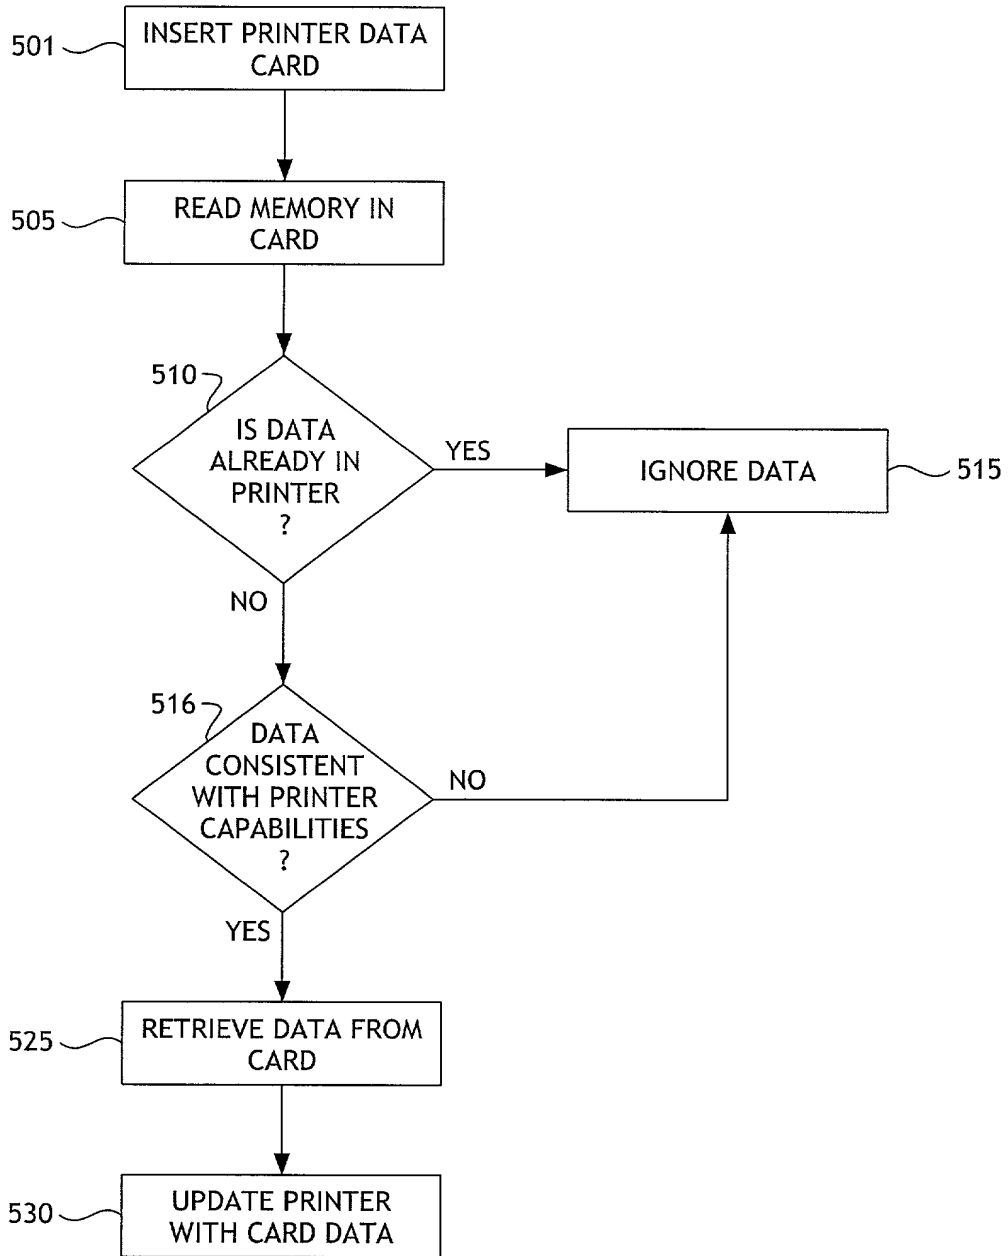 501
INSERT PRINTER DATA
CARD
505
READ MEMORY IN
CARD
510
IS DATA
ALREADY IN
PRINTER
?
YES
IGNORE DATA
515
NO
516
DATA
CONSISTENT
WITH PRINTER
CAPABILITIES
?
NO
YES
525
RETRIEVE DATA FROM
CARD
530
UPDATE PRINTER
WITH CARD DATA